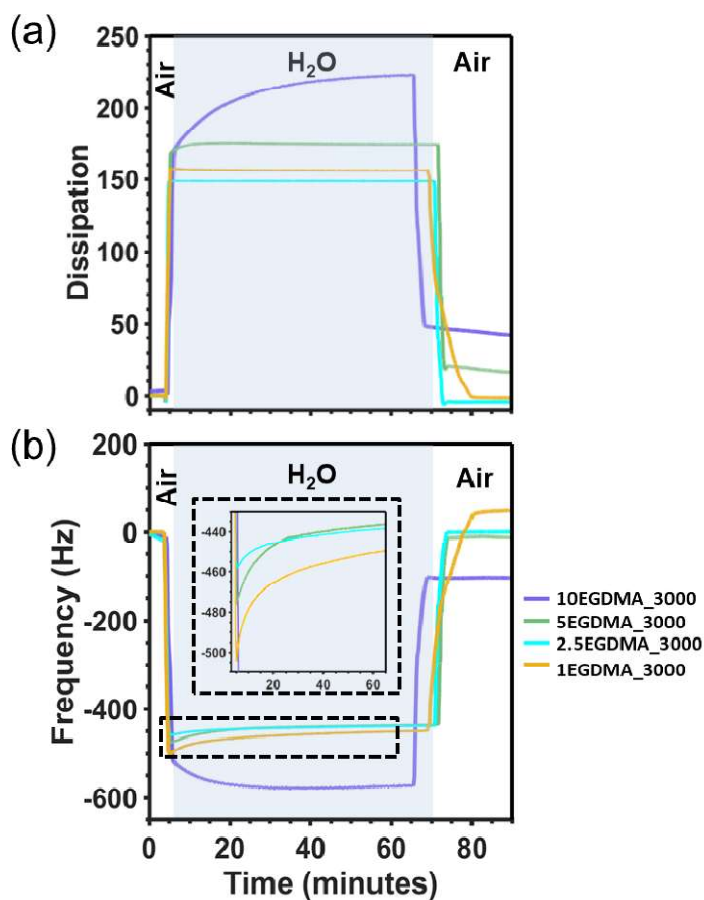 (a)
250
200
150
100
50
0
Dissipation
Air
H₂O
Air
(b)
200
0
-200
-400
-600
Frequency (Hz)
Air
H₂O
Air
-440
-460
-480
-500
20 40 60
10EGDMA_3000
5EGDMA_3000
2.5EGDMA_3000
1EGDMA_3000
0 20 40 60 80
Time (minutes)